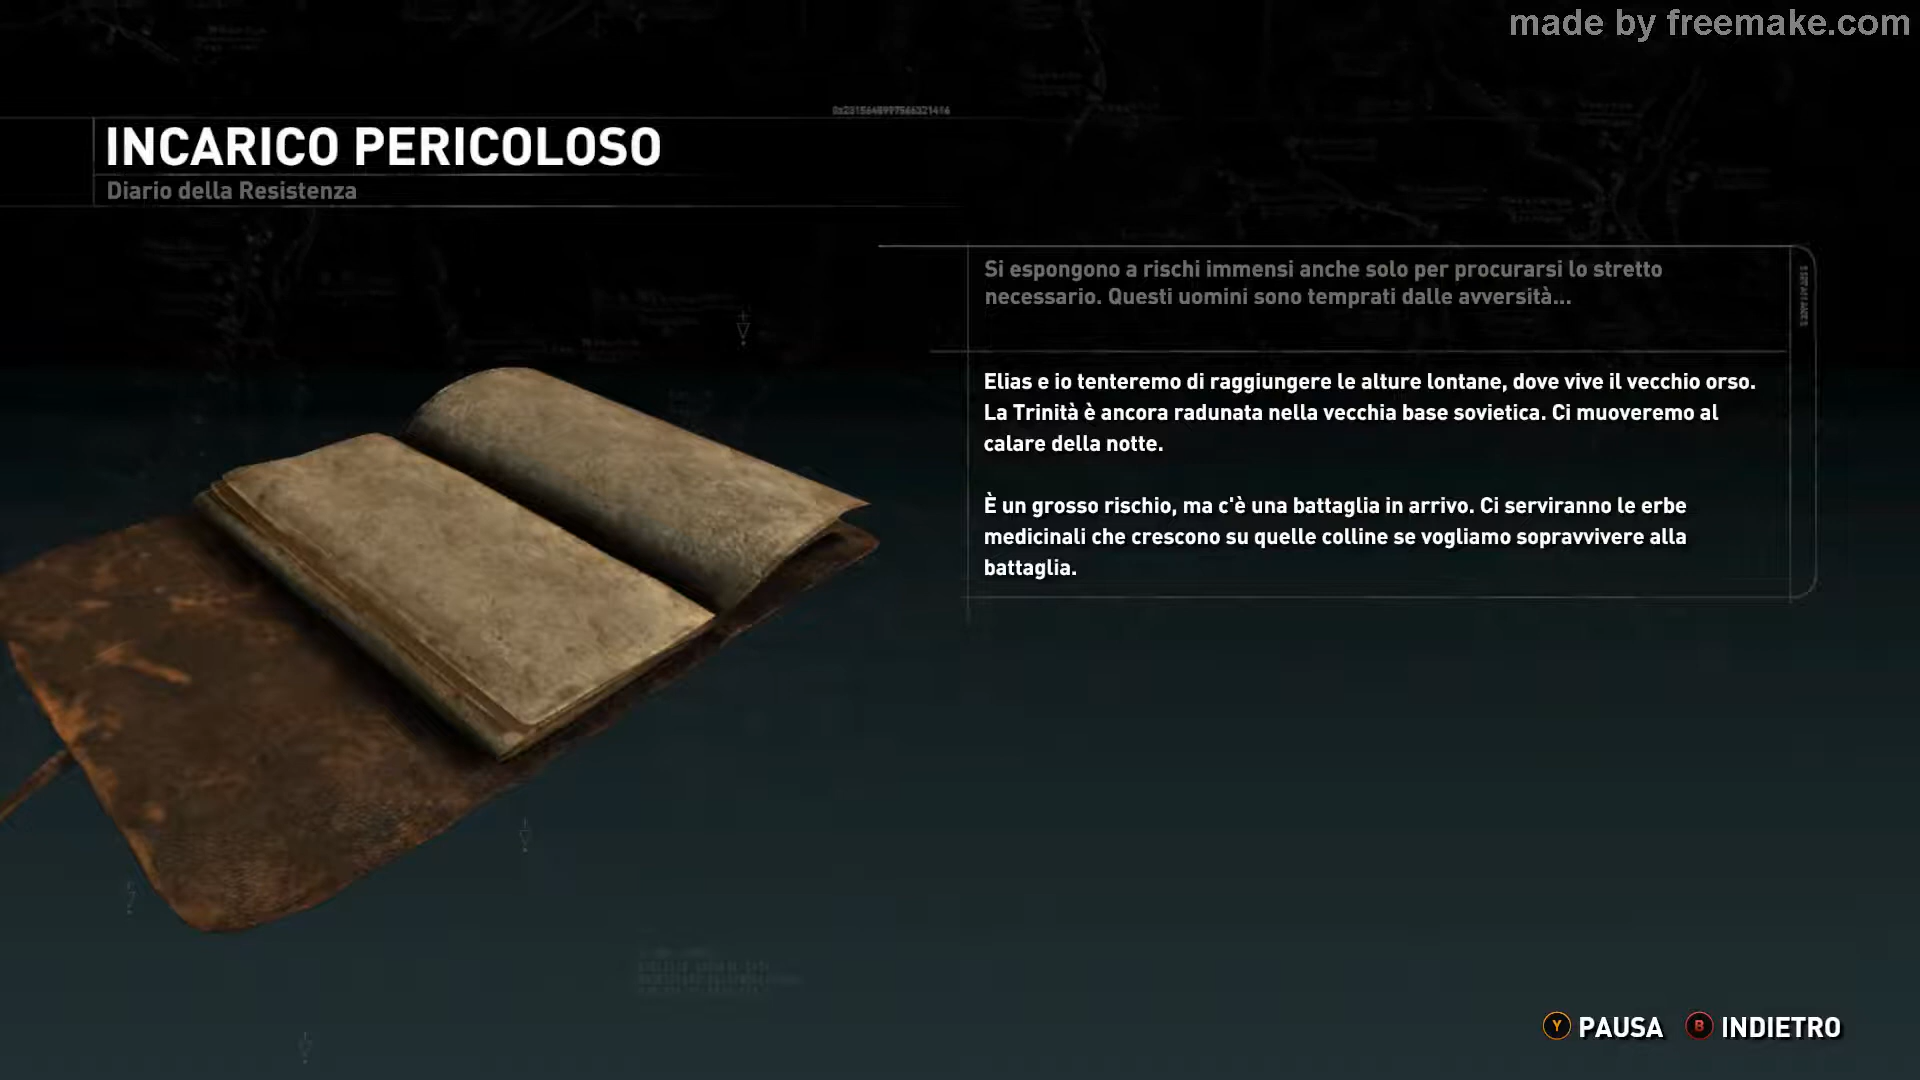 made by freemake.com
INCARICO PERICOLOSO
Diario della Resistenza
Si espongono a rischi immensi anche solo per procurarsi lo stretto
necessario. Questi uomini sono temprati dalle avversità...
Elias e io tenteremo di raggiungere le alture lontane, dove vive il vecchio orso.
La Trinità è ancora radunata nella vecchia base sovietica. Ci muoveremo al
calare della notte.
È un grosso rischio, ma c'è una battaglia in arrivo. Ci serviranno le erbe
medicinali che crescono su quelle colline se vogliamo sopravvivere alla
battaglia.
Y PAUSA B INDIETRO